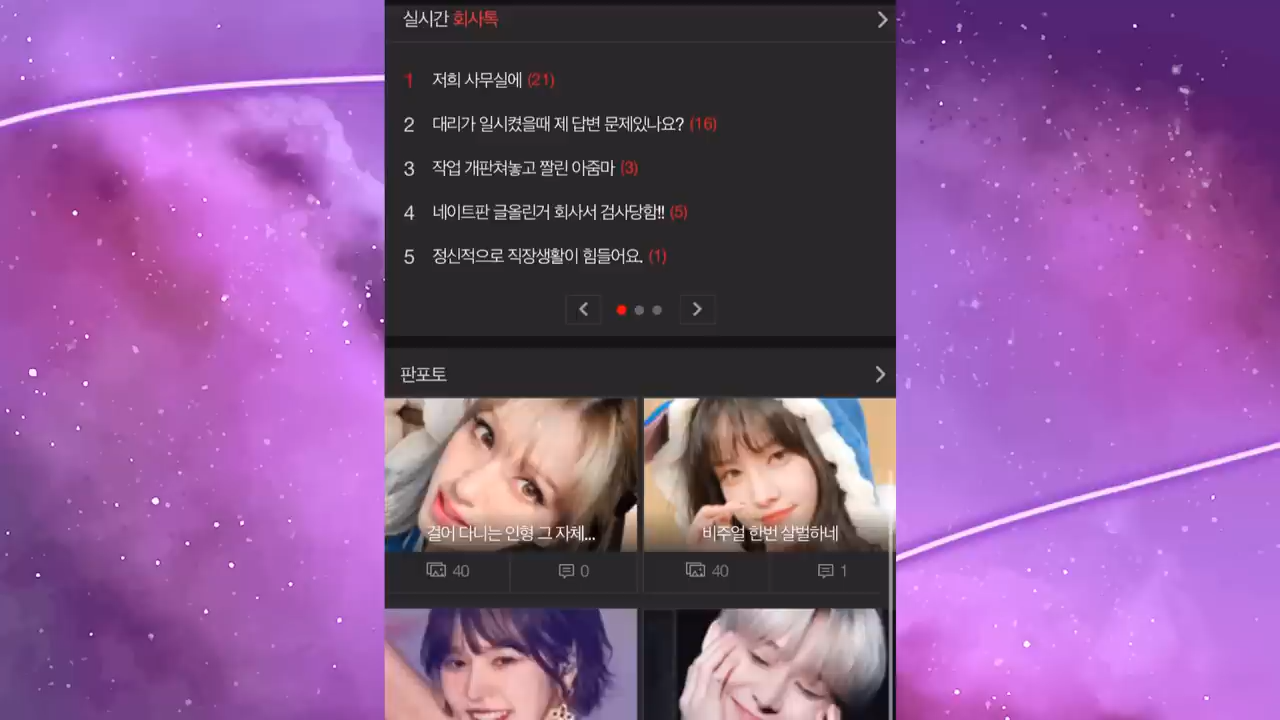 실시간 회사톡
1 저희 사무실에 (21)
2 대리가 일시켰을때 제 답변 문제있나요? (16)
3 작업 개판쳐놓고 짤린 아줌마 (3)
4 네이트판 글올린거 회사서 검사당함!! (5)
5 정신적으로 직장생활이 힘들어요. (1)
판포토
걸어 다니는 인형 그 자체...
비주얼 한번 살벌하네
40 0 40 1